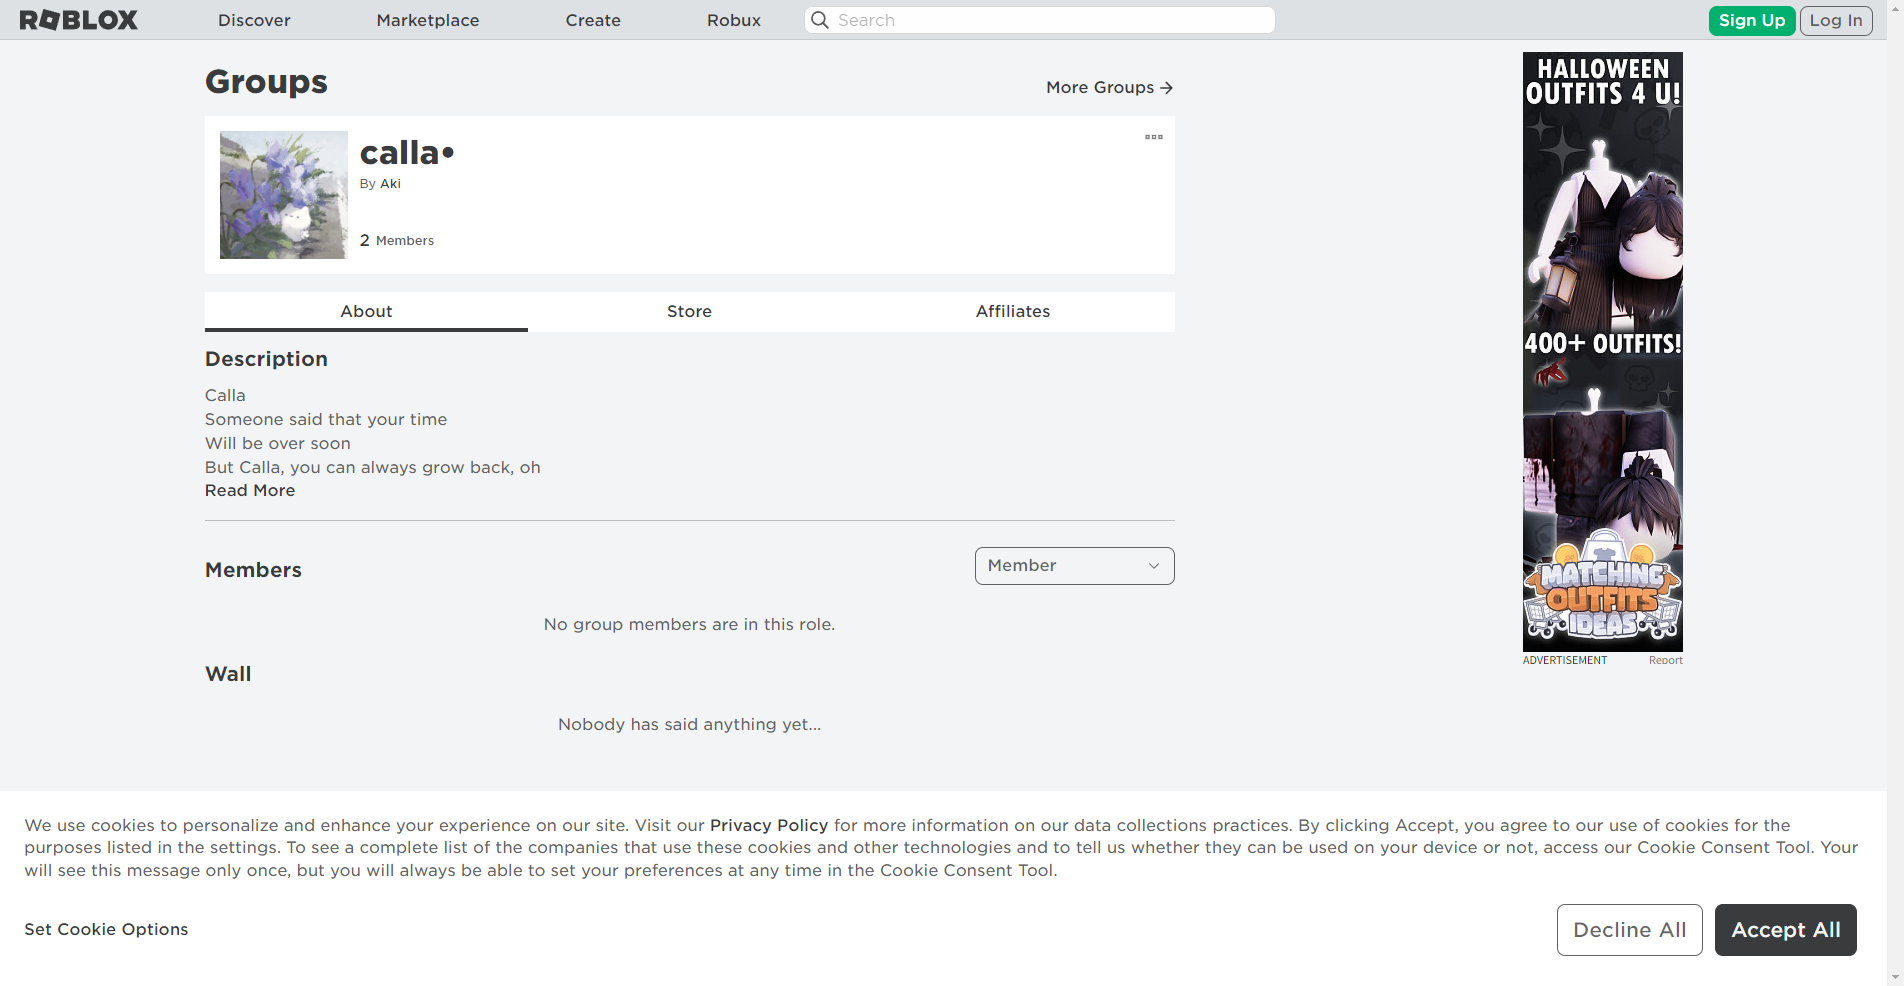 ROBLOX
Discover
Marketplace
Create
Robux
Search
Sign Up
Log In
Groups
More Groups
calla•
By Aki
2 Members
About
Store
Affiliates
Description
Calla
Someone said that your time
Will be over soon
But Calla, you can always grow back, oh
Read More
Members
Member
No group members are in this role.
Wall
Nobody has said anything yet...
HALLOWEEN
OUTFITS 4 U!
400+ OUTFITS!
MATCHING
OUTFITS
IDEAS
ADVERTISEMENT
Report
We use cookies to personalize and enhance your experience on our site. Visit our Privacy Policy for more information on our data collections practices. By clicking Accept, you agree to our use of cookies for the
purposes listed in the settings. To see a complete list of the companies that use these cookies and other technologies and to tell us whether they can be used on your device or not, access our Cookie Consent Tool. Your
will see this message only once, but you will always be able to set your preferences at any time in the Cookie Consent Tool.
Set Cookie Options
Decline All
Accept All